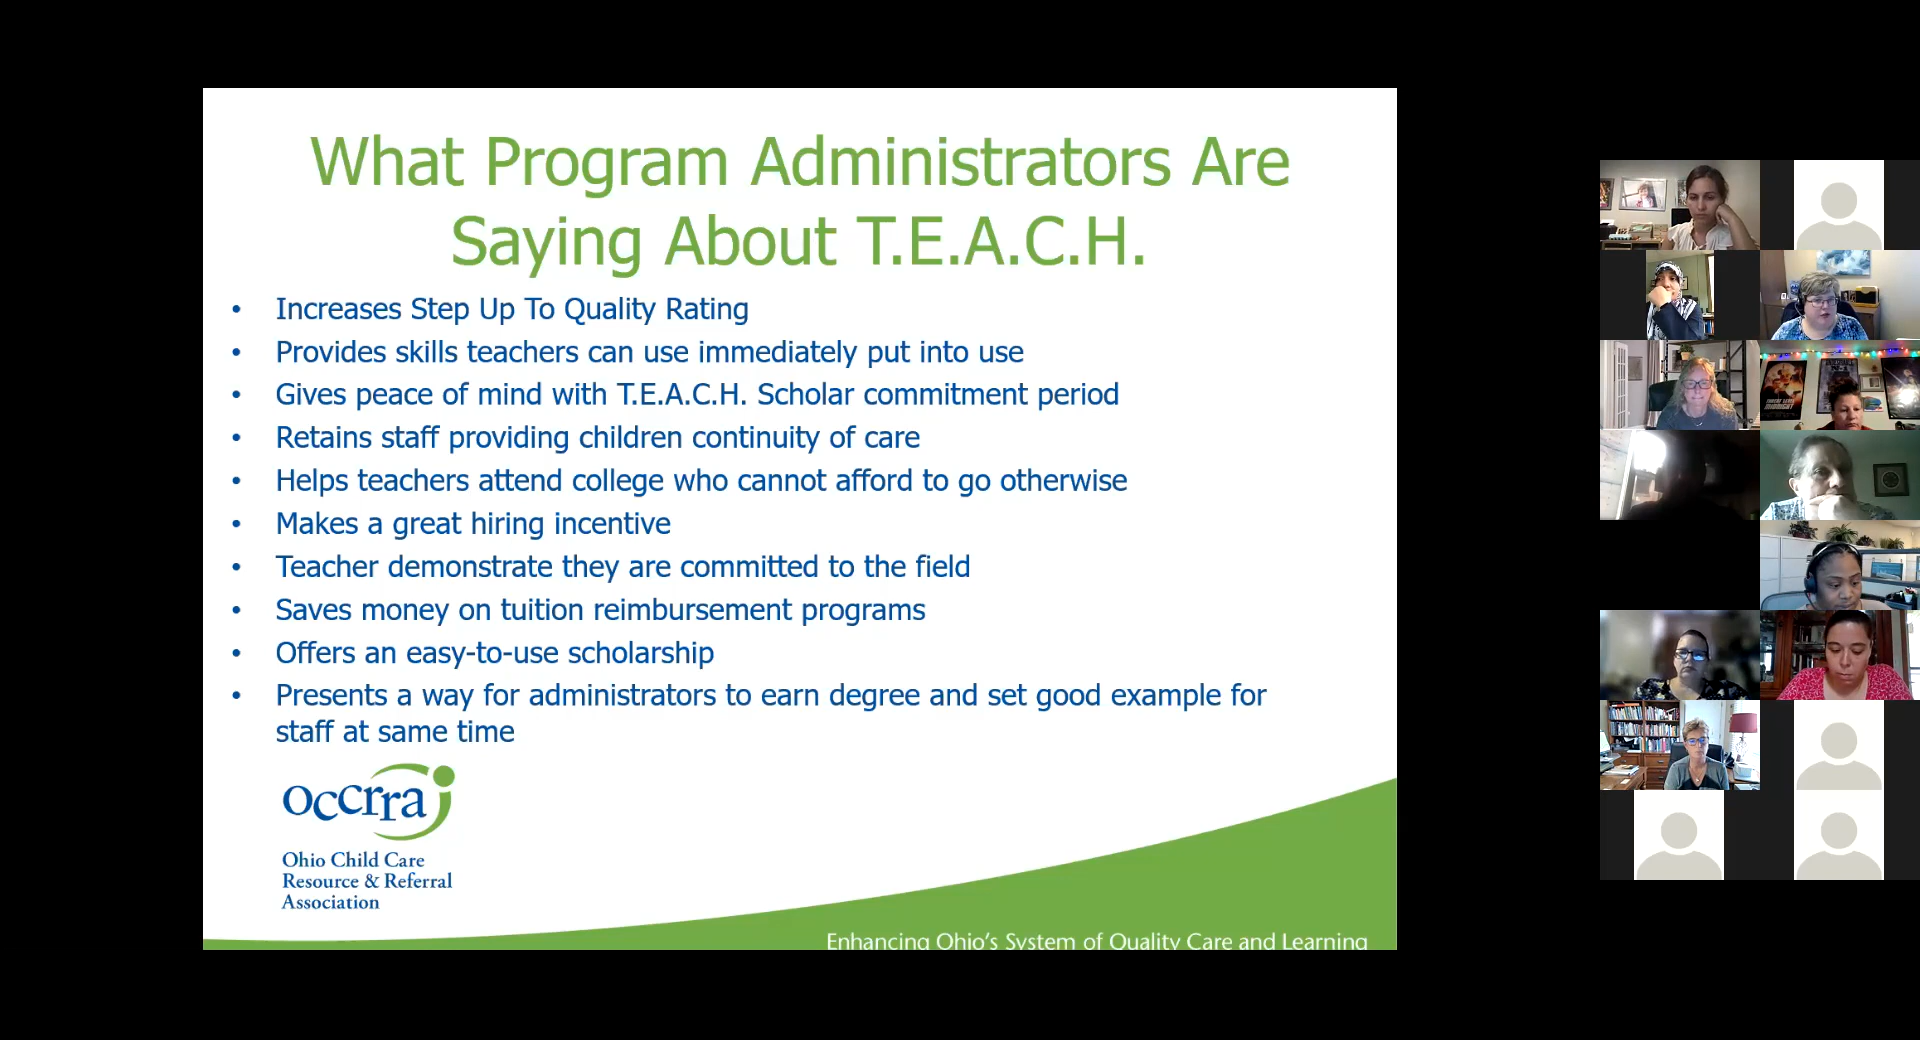 What Program Administrators Are
Saying About T.E.A.C.H.
• Increases Step Up To Quality Rating
• Provides skills teachers can use immediately put into use
• Gives peace of mind with T.E.A.C.H. Scholar commitment period
• Retains staff providing children continuity of care
• Helps teachers attend college who cannot afford to go otherwise
• Makes a great hiring incentive
• Teacher demonstrate they are committed to the field
• Saves money on tuition reimbursement programs
• Offers an easy-to-use scholarship
• Presents a way for administrators to earn degree and set good example for
staff at same time
occrra
Ohio Child Care
Resource & Referral
Association
Enhancing Ohio's System of Quality Care and Learning